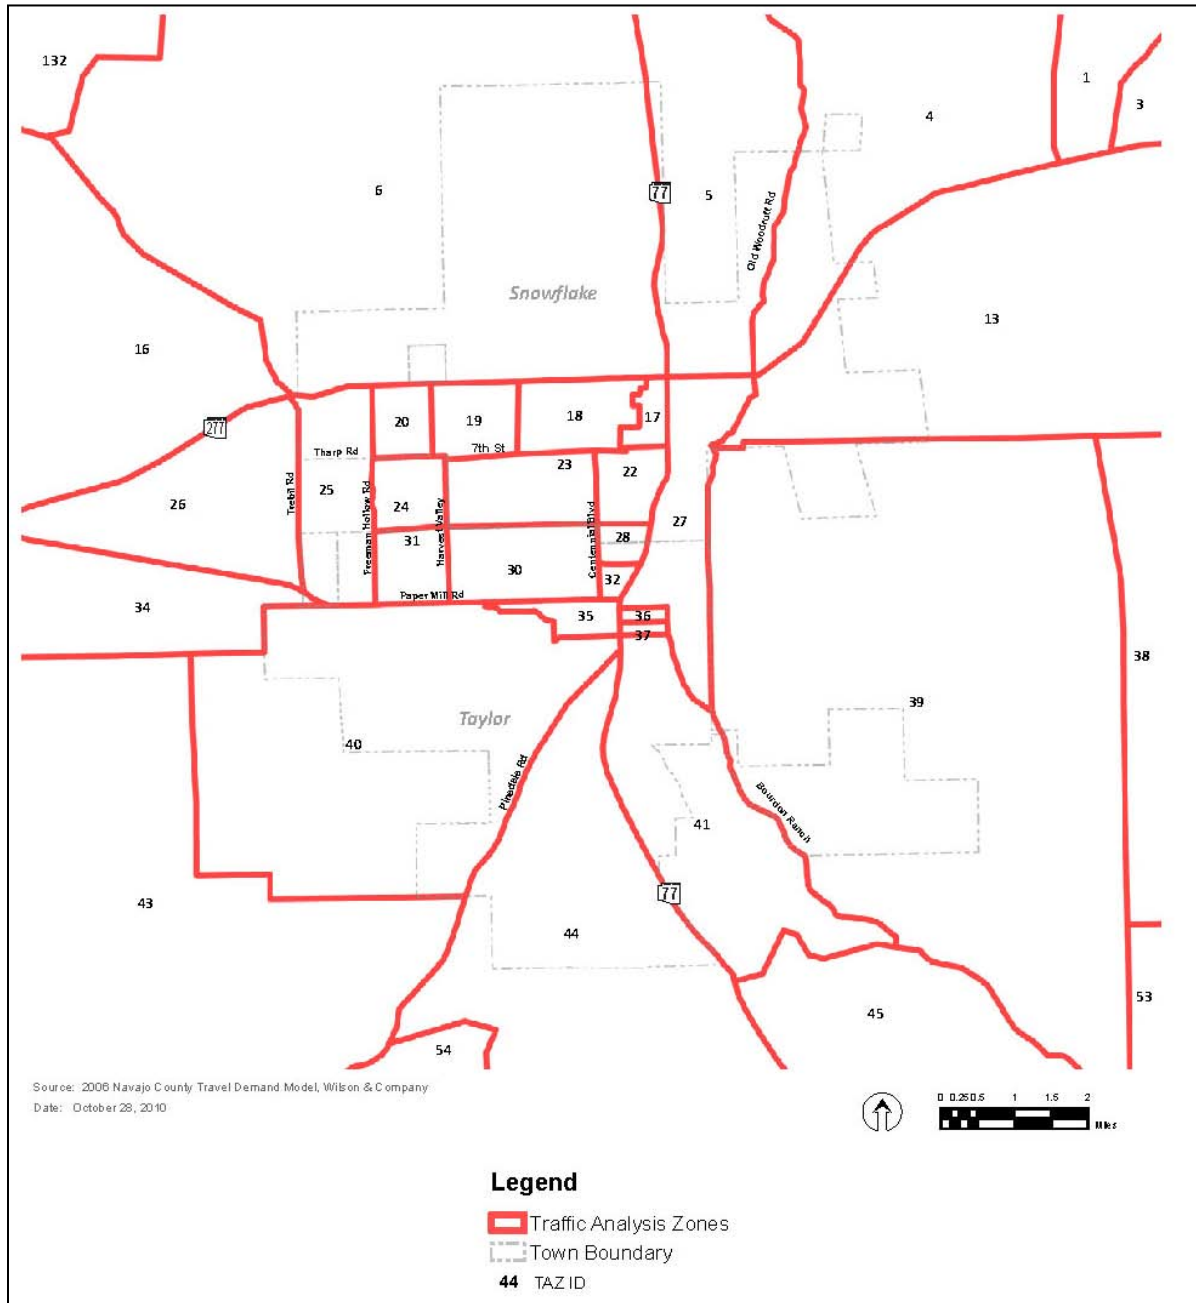 132
1
3
4
6
77
5
Old Woodruff Rd
Snowflake
13
16
277
20
19
18
17
7th St
Tharp Rd
23
22
26
Trebil Rd
25
Freeman Hollow Rd
24
Harvest Valley
Centennial Blvd
27
28
31
30
32
Paper Mill Rd
34
35
36
37
38
39
Taylor
40
Pinedale Rd
41
Bourdon Ranch
77
43
44
53
45
54
Source: 2006 Navajo County Travel Demand Model, Wilson & Company
Date: October 28, 2010
0 0.25 0.5 1 1.5 2
Miles
Legend
Traffic Analysis Zones
Town Boundary
44 TAZ ID